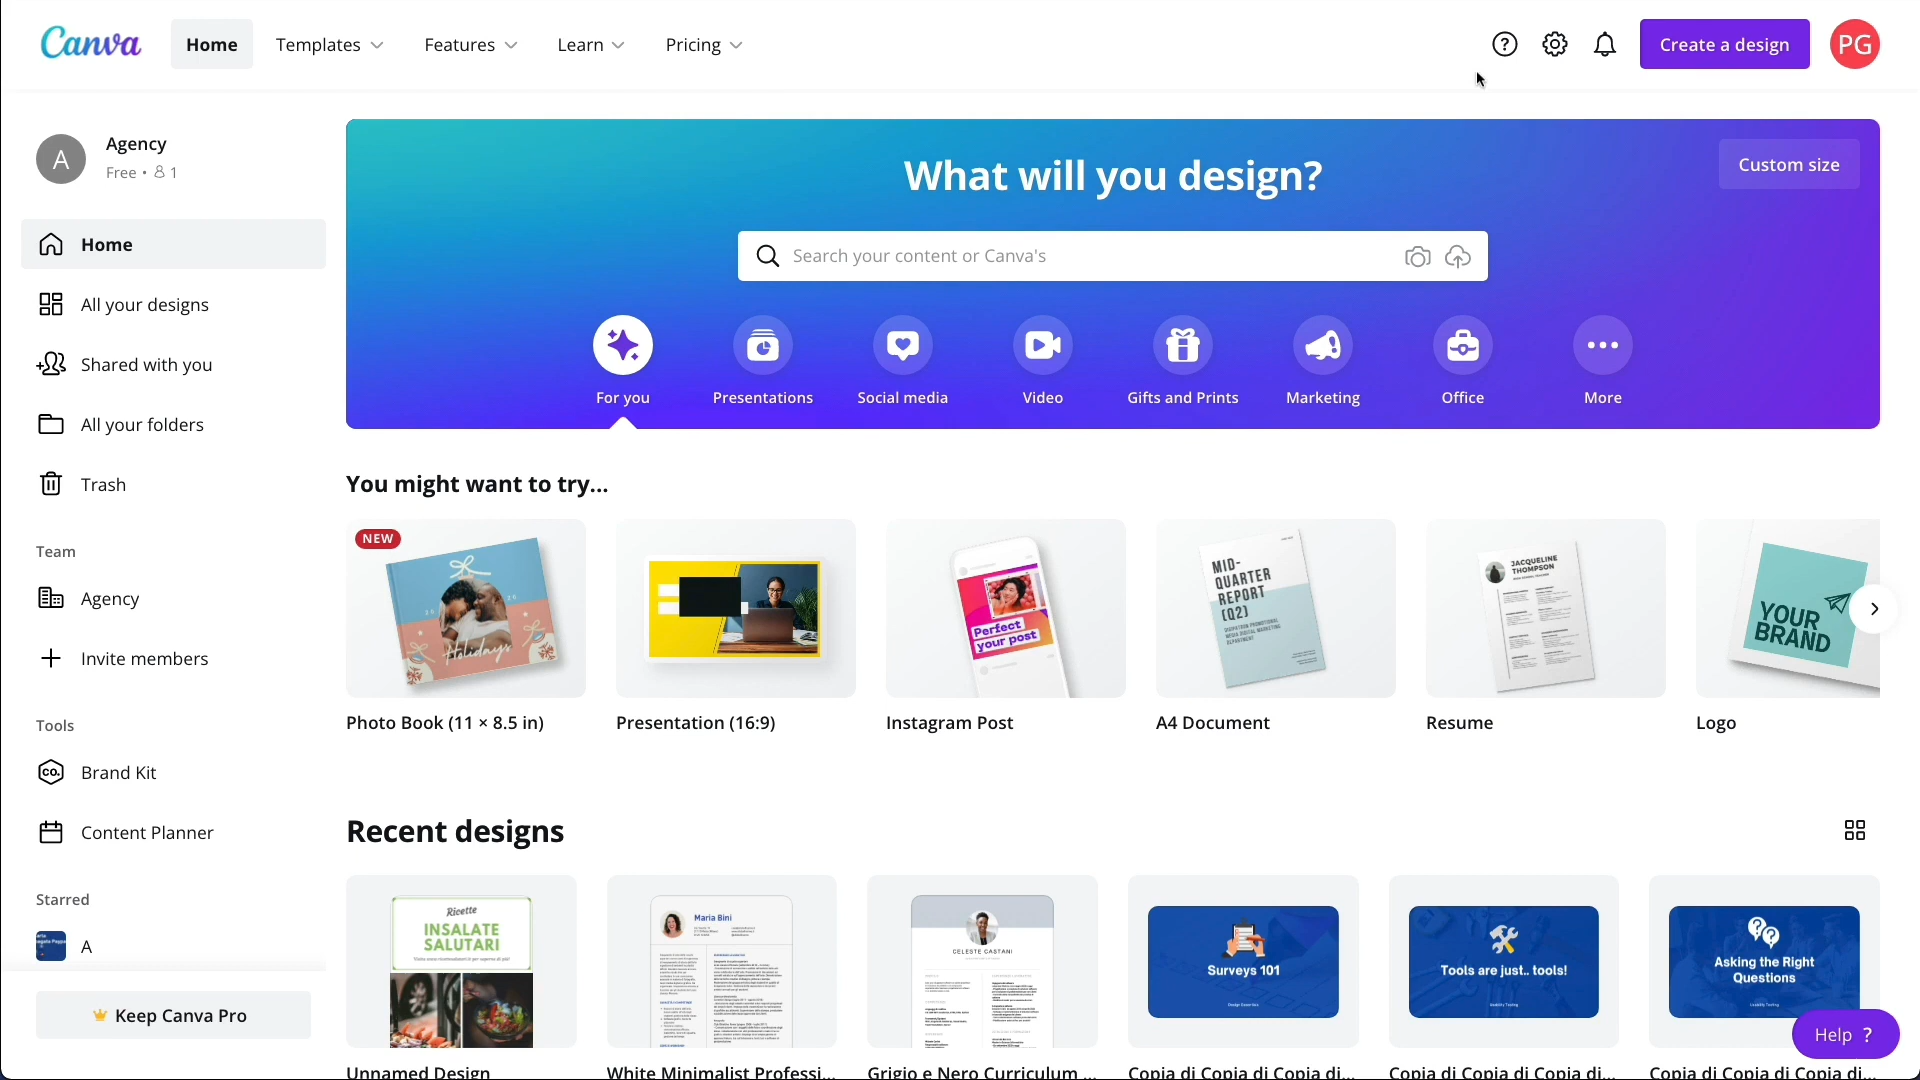 Canva
Home
Templates
Features
Learn
Pricing
Create a design
PG
A
Agency
Free • 1
Home
All your designs
Shared with you
All your folders
Trash
Team
Agency
Invite members
Tools
Brand Kit
Content Planner
Starred
A
Keep Canva Pro
What will you design?
Custom size
Search your content or Canva's
For you
Presentations
Social media
Video
Gifts and Prints
Marketing
Office
More
You might want to try...
NEW
Holidays
Perfect
your post
MID-
QUARTER
REPORT
(Q2)
JACQUELINE
THOMPSON
YOUR
BRAND
Photo Book (11 × 8.5 in)
Presentation (16:9)
Instagram Post
A4 Document
Resume
Logo
Recent designs
Ricette
INSALATE
SALUTARI
Maria Bini
CELESTE CASTANI
co.
Surveys 101
Tools are just.. tools!
Asking the Right
Questions
Unnamed Design
White Minimalist Professi...
Grigio e Nero Curriculum ...
Copia di Copia di Copia di...
Copia di Copia di Copia di...
Copia di Copia di Copia di...
Help ?